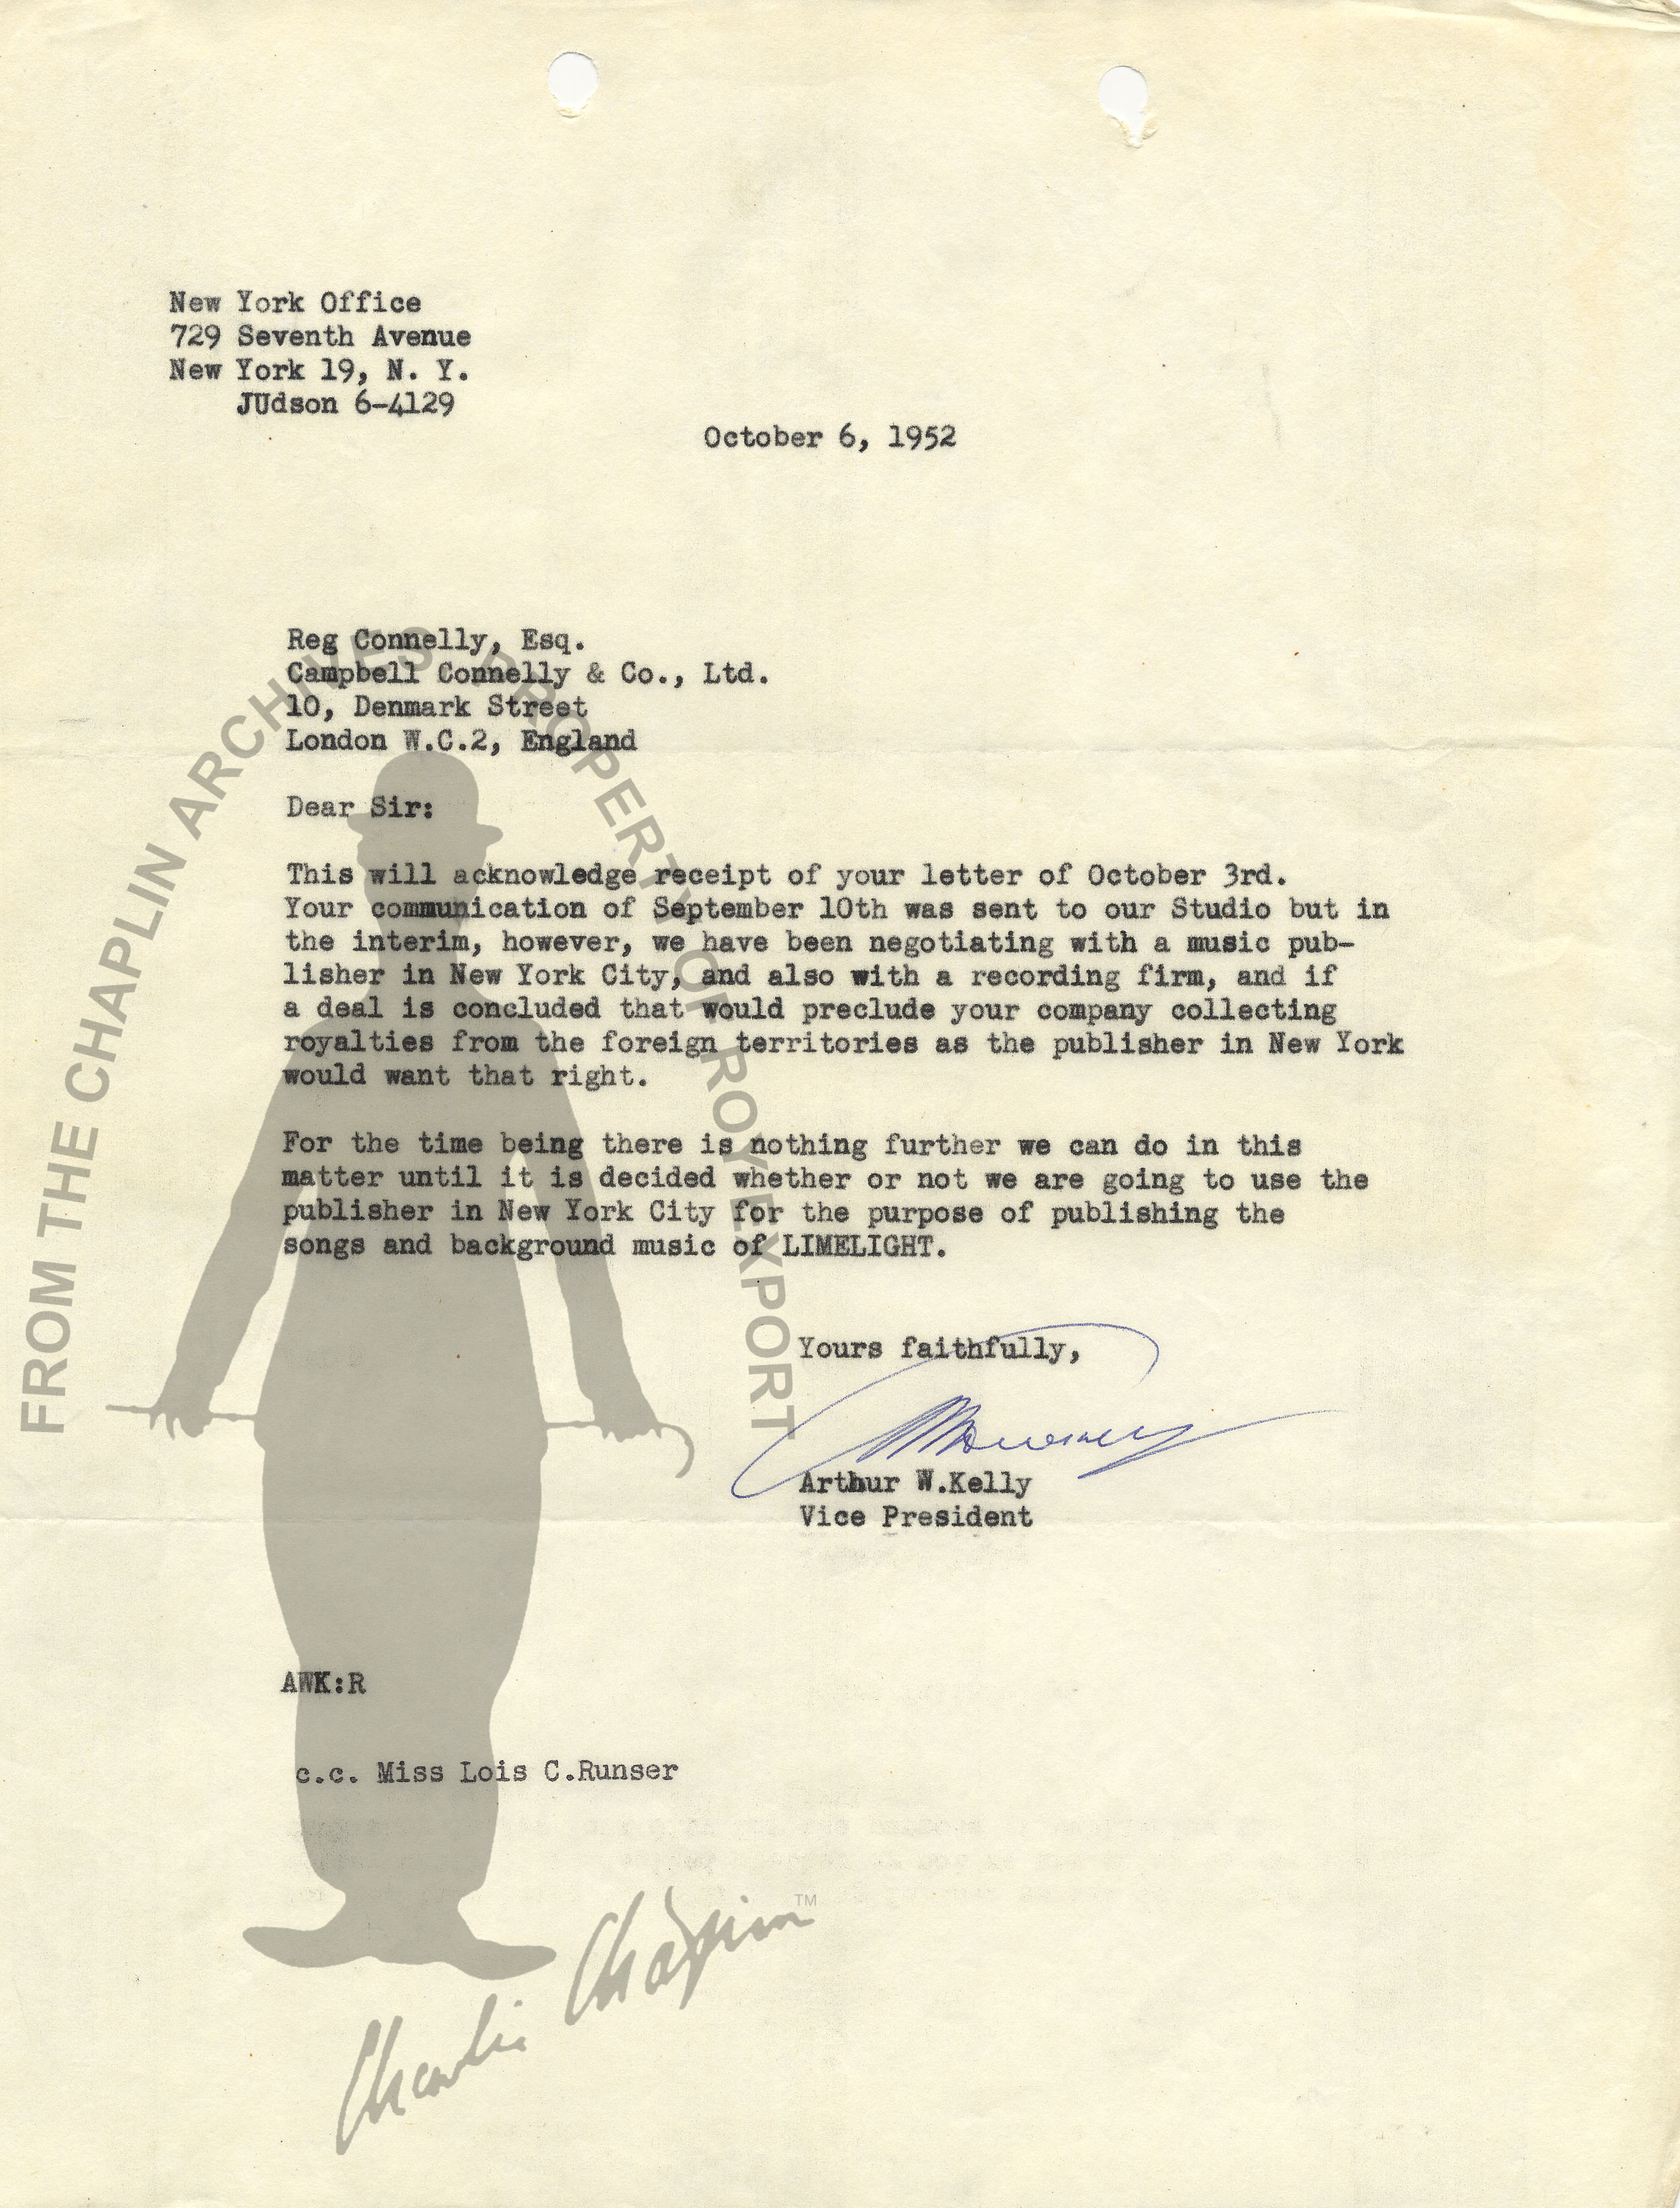 New York Office
729 Seventh Avenue
New York 19, N. Y.
JUdson 6-4129
October 6, 1952
Reg Connelly, Esq.
Campbell Connelly & Co., Ltd.
10, Denmark Street
London W.C.2, England
Dear Sir:
This will acknowledge receipt of your letter of October 3rd.
Your communication of September 10th was sent to our Studio but in
the interim, however, we have been negotiating with a music pub-
lisher in New York City, and also with a recording firm, and if
a deal is concluded that would preclude your company collecting
royalties from the foreign territories as the publisher in New York
would want that right.
For the time being there is nothing further we can do in this
matter until it is decided whether or not we are going to use the
publisher in New York City for the purpose of publishing the
songs and background music of LIMELIGHT.
Yours faithfully,
Arthur W.Kelly
Vice President
AWK:R
c.c. Miss Lois C.Runser
FROM THE CHAPLIN ARCHIVES PROPERTY OF ROY EXPORT
Charlie Chaplin TM